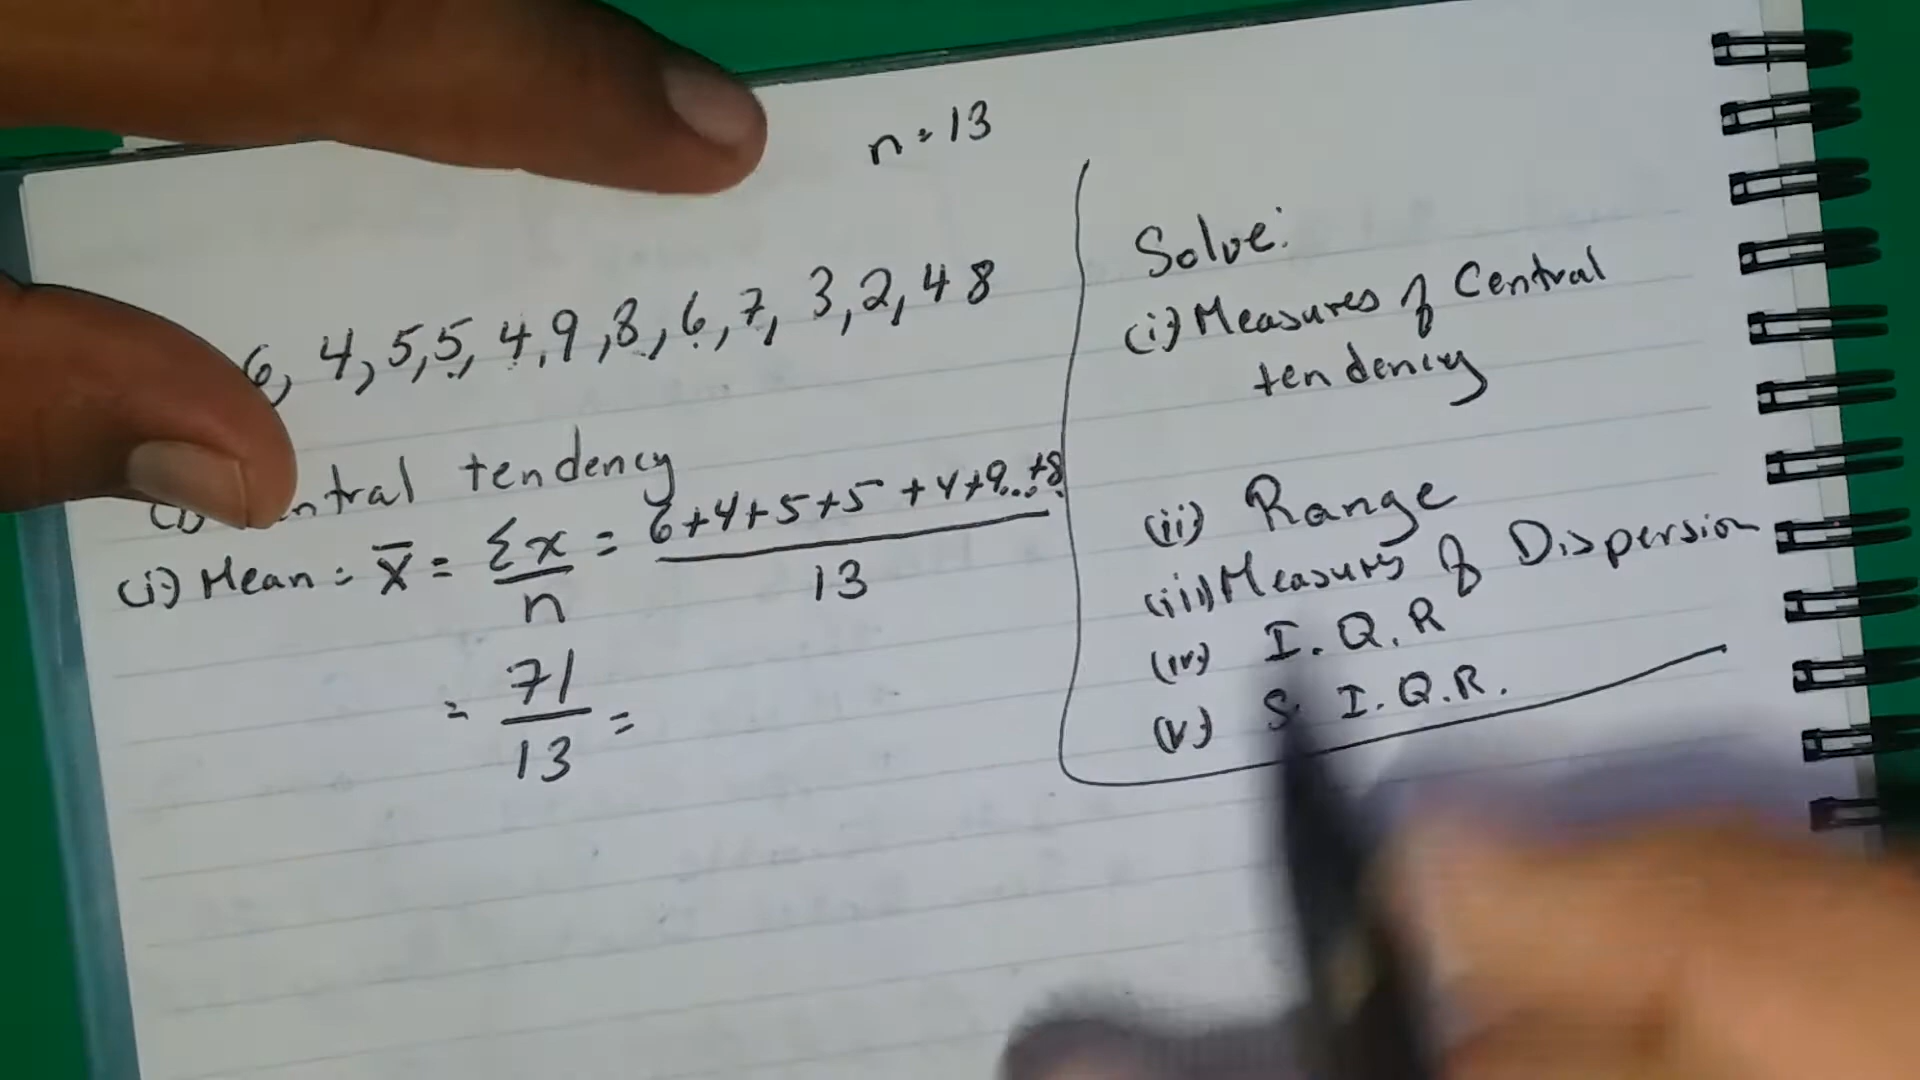 n = 13
6, 4, 5, 5, 4, 9, 8, 6, 7, 3, 2, 4 8
ntral tendency
(i) Mean = x̄ = Σx/n = 6+4+5+5+4+9...+8/13
= 71/13 =
Solve:
(i) Measures of Central
tendency
(ii) Range
(iii) Measures of Dispersion
(iv) I.Q.R
(v) S. I.Q.R.